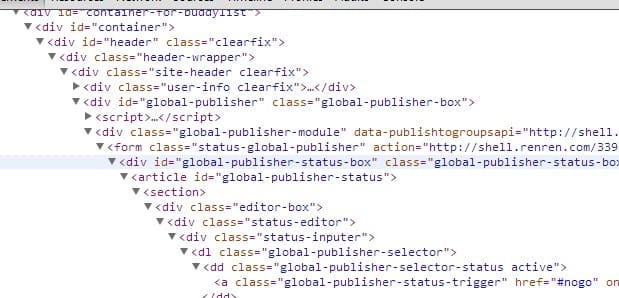 <div id="container-for-buddylist">
<div id="container">
<div id="header" class="clearfix">
<div class="header-wrapper">
<div class="site-header clearfix">
<div class="user-info clearfix">…</div>
<div id="global-publisher" class="global-publisher-box">
<script>…</script>
<div class="global-publisher-module" data-publishtogroupsapi="http://shell.
<form class="status-global-publisher" action="http://shell.renren.com/339
<div id="global-publisher-status-box" class="global-publisher-status-box
<article id="global-publisher-status">
<section>
<div class="editor-box">
<div class="status-editor">
<div class="status-inputer">
<dl class="global-publisher-selector">
<dd class="global-publisher-selector-status active">
<a class="global-publisher-status-trigger" href="#nogo" on
</dd>